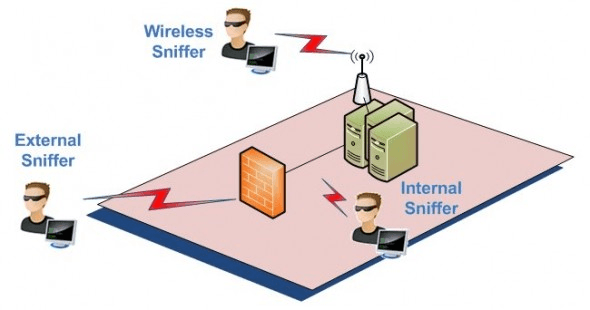 Wireless
Sniffer
External
Sniffer
Internal
Sniffer